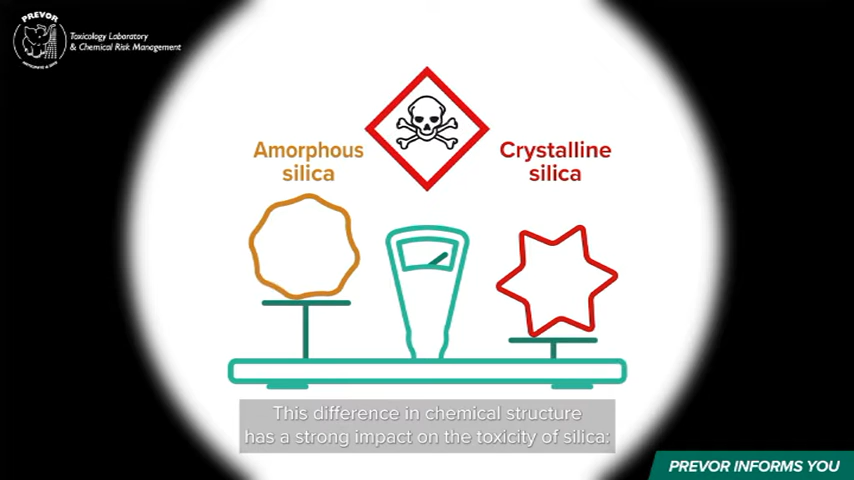 PREVOR
Toxicology Laboratory
& Chemical Risk Management
Amorphous
silica
Crystalline
silica
This difference in chemical structure
has a strong impact on the toxicity of silica:
PREVOR INFORMS YOU